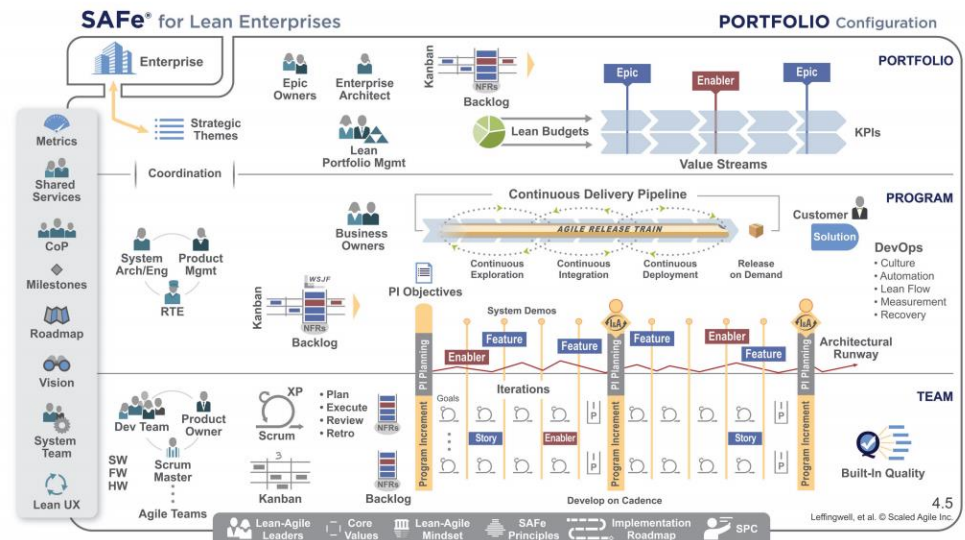 SAFe® for Lean Enterprises
PORTFOLIO Configuration
Enterprise
Strategic
Themes
Coordination
Epic
Owners
Enterprise
Architect
Lean
Portfolio Mgmt
Kanban
NFRs
Backlog
Lean Budgets
Epic
Enabler
Epic
Value Streams
KPIs
PORTFOLIO
Metrics
Shared
Services
CoP
Milestones
Roadmap
Vision
System
Team
Lean UX
System
Arch/Eng
Product
Mgmt
RTE
Business
Owners
Kanban
WSJF
NFRs
Backlog
PI Objectives
Continuous Delivery Pipeline
AGILE RELEASE TRAIN
Continuous
Exploration
Continuous
Integration
Continuous
Deployment
Release
on Demand
PROGRAM
Customer
Solution
DevOps
• Culture
• Automation
• Lean Flow
• Measurement
• Recovery
System Demos
Enabler
Feature
Feature
Feature
Enabler
Feature
I&A
I&A
Architectural
Runway
PI Planning
PI Planning
PI Planning
Dev Team
Product
Owner
Scrum
Master
SW
FW
HW
Agile Teams
XP
Scrum
• Plan
• Execute
• Review
• Retro
3
Kanban
NFRs
NFRs
Backlog
Program Increment
Program Increment
Program Increment
Iterations
Goals
Story
Enabler
Story
I
P
I
P
I
P
I
P
Develop on Cadence
TEAM
Built-In Quality
4.5
Leffingwell, et al. © Scaled Agile Inc.
Lean-Agile
Leaders
Core
Values
Lean-Agile
Mindset
SAFe
Principles
Implementation
Roadmap
SPC